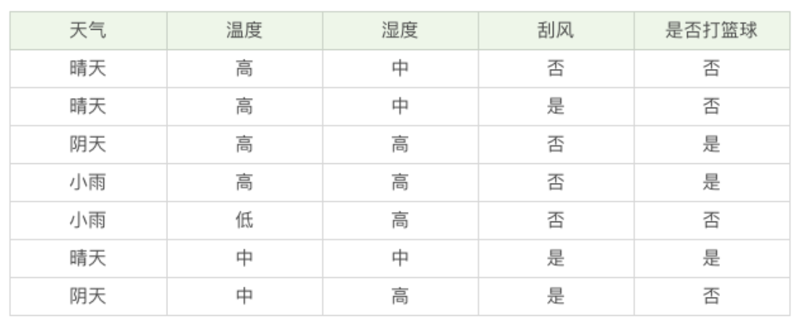 天气 温度 湿度 刮风 是否打篮球
晴天 高 中 否 否
晴天 高 中 是 否
阴天 高 高 否 是
小雨 高 高 否 是
小雨 低 高 否 否
晴天 中 中 是 是
阴天 中 高 是 否